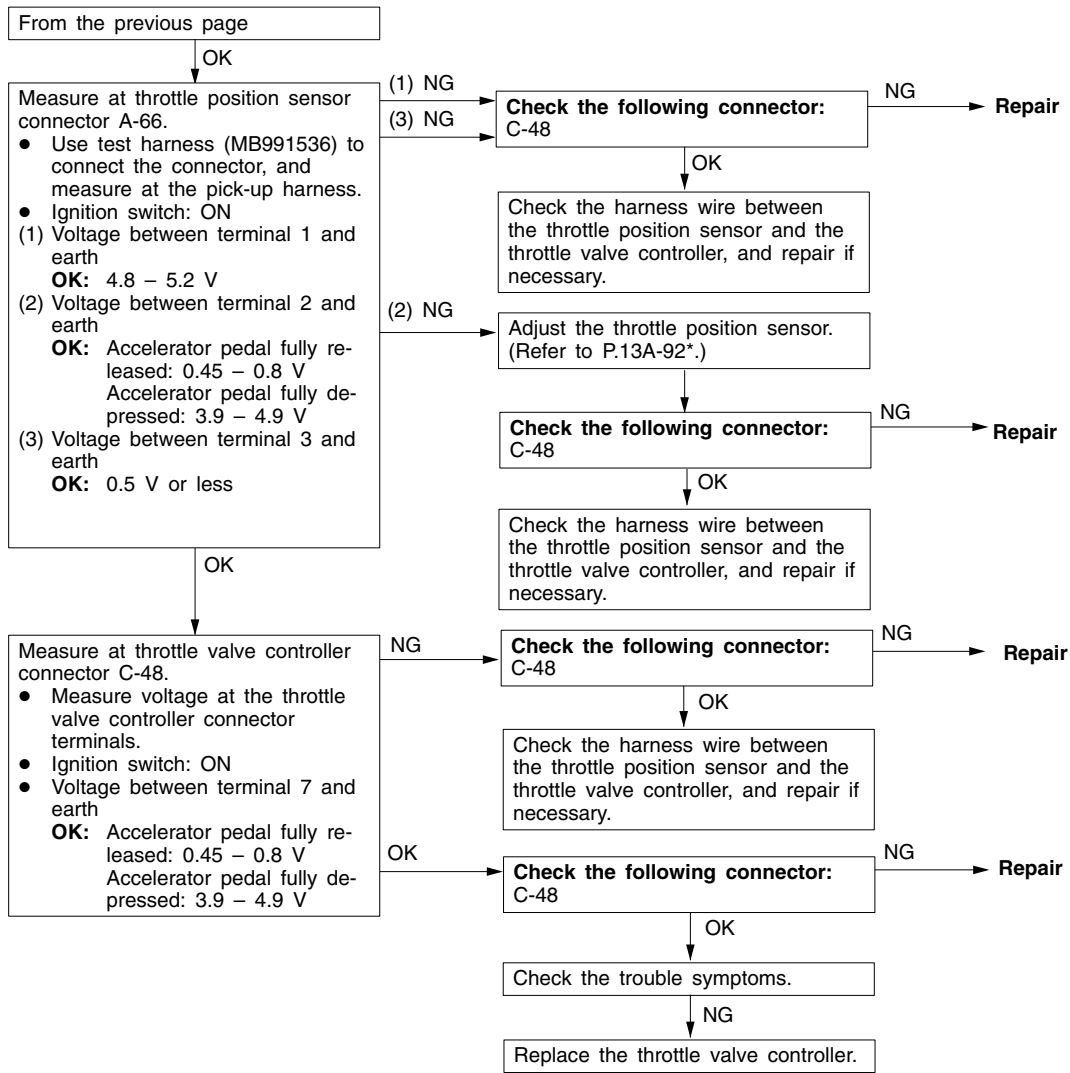 From the previous page
OK
Measure at throttle position sensor
connector A-66.
● Use test harness (MB991536) to
connect the connector, and
measure at the pick-up harness.
● Ignition switch: ON
(1) Voltage between terminal 1 and
earth
OK: 4.8 – 5.2 V
(2) Voltage between terminal 2 and
earth
OK: Accelerator pedal fully re-
leased: 0.45 – 0.8 V
Accelerator pedal fully de-
pressed: 3.9 – 4.9 V
(3) Voltage between terminal 3 and
earth
OK: 0.5 V or less
(1) NG
(3) NG
Check the following connector:
C-48
NG
Repair
OK
Check the harness wire between
the throttle position sensor and the
throttle valve controller, and repair if
necessary.
(2) NG
Adjust the throttle position sensor.
(Refer to P.13A-92*.)
Check the following connector:
C-48
NG
Repair
OK
Check the harness wire between
the throttle position sensor and the
throttle valve controller, and repair if
necessary.
OK
Measure at throttle valve controller
connector C-48.
● Measure voltage at the throttle
valve controller connector
terminals.
● Ignition switch: ON
● Voltage between terminal 7 and
earth
OK: Accelerator pedal fully re-
leased: 0.45 – 0.8 V
Accelerator pedal fully de-
pressed: 3.9 – 4.9 V
NG
Check the following connector:
C-48
NG
Repair
OK
Check the harness wire between
the throttle position sensor and the
throttle valve controller, and repair if
necessary.
OK
Check the following connector:
C-48
NG
Repair
OK
Check the trouble symptoms.
NG
Replace the throttle valve controller.